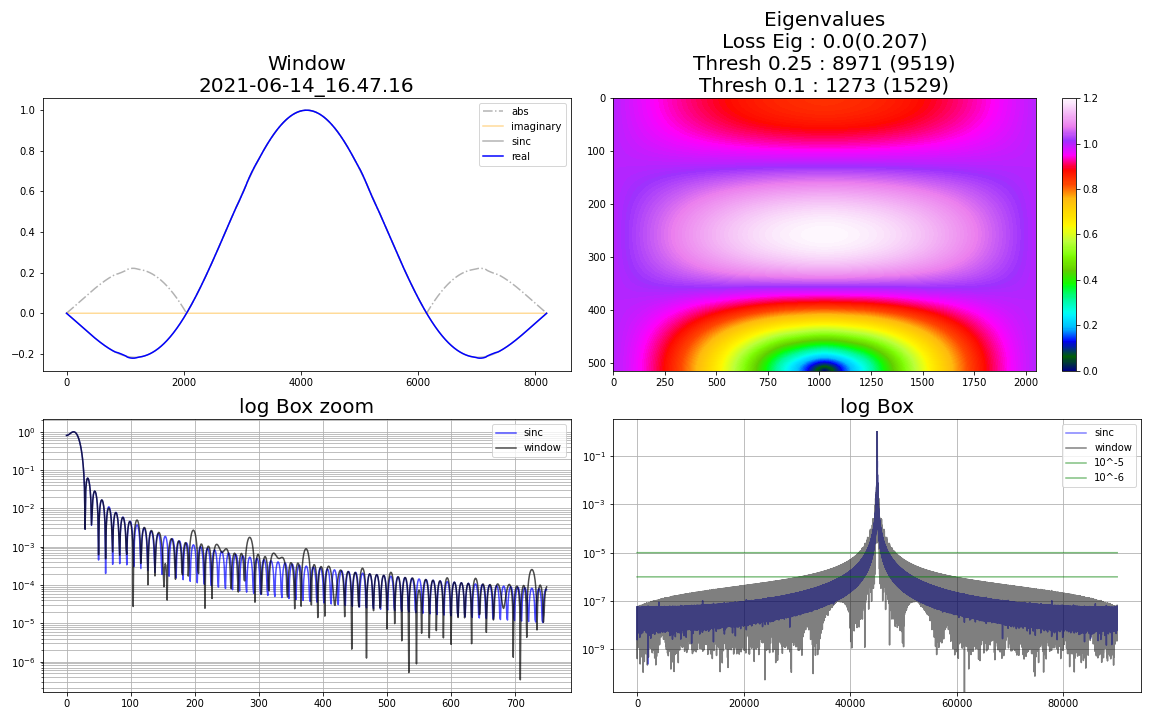 Window
2021-06-14_16.47.16
1.0
0.8
0.6
0.4
0.2
0.0
−0.2
0 2000 4000 6000 8000
abs
imaginary
sinc
real
Eigenvalues
Loss Eig : 0.0(0.207)
Thresh 0.25 : 8971 (9519)
Thresh 0.1 : 1273 (1529)
0
100
200
300
400
500
0 250 500 750 1000 1250 1500 1750 2000
1.2
1.0
0.8
0.6
0.4
0.2
0.0
log Box zoom
10⁰
10⁻¹
10⁻²
10⁻³
10⁻⁴
10⁻⁵
10⁻⁶
0 100 200 300 400 500 600 700
sinc
window
log Box
10⁻¹
10⁻³
10⁻⁵
10⁻⁷
10⁻⁹
0 20000 40000 60000 80000
sinc
window
10^-5
10^-6